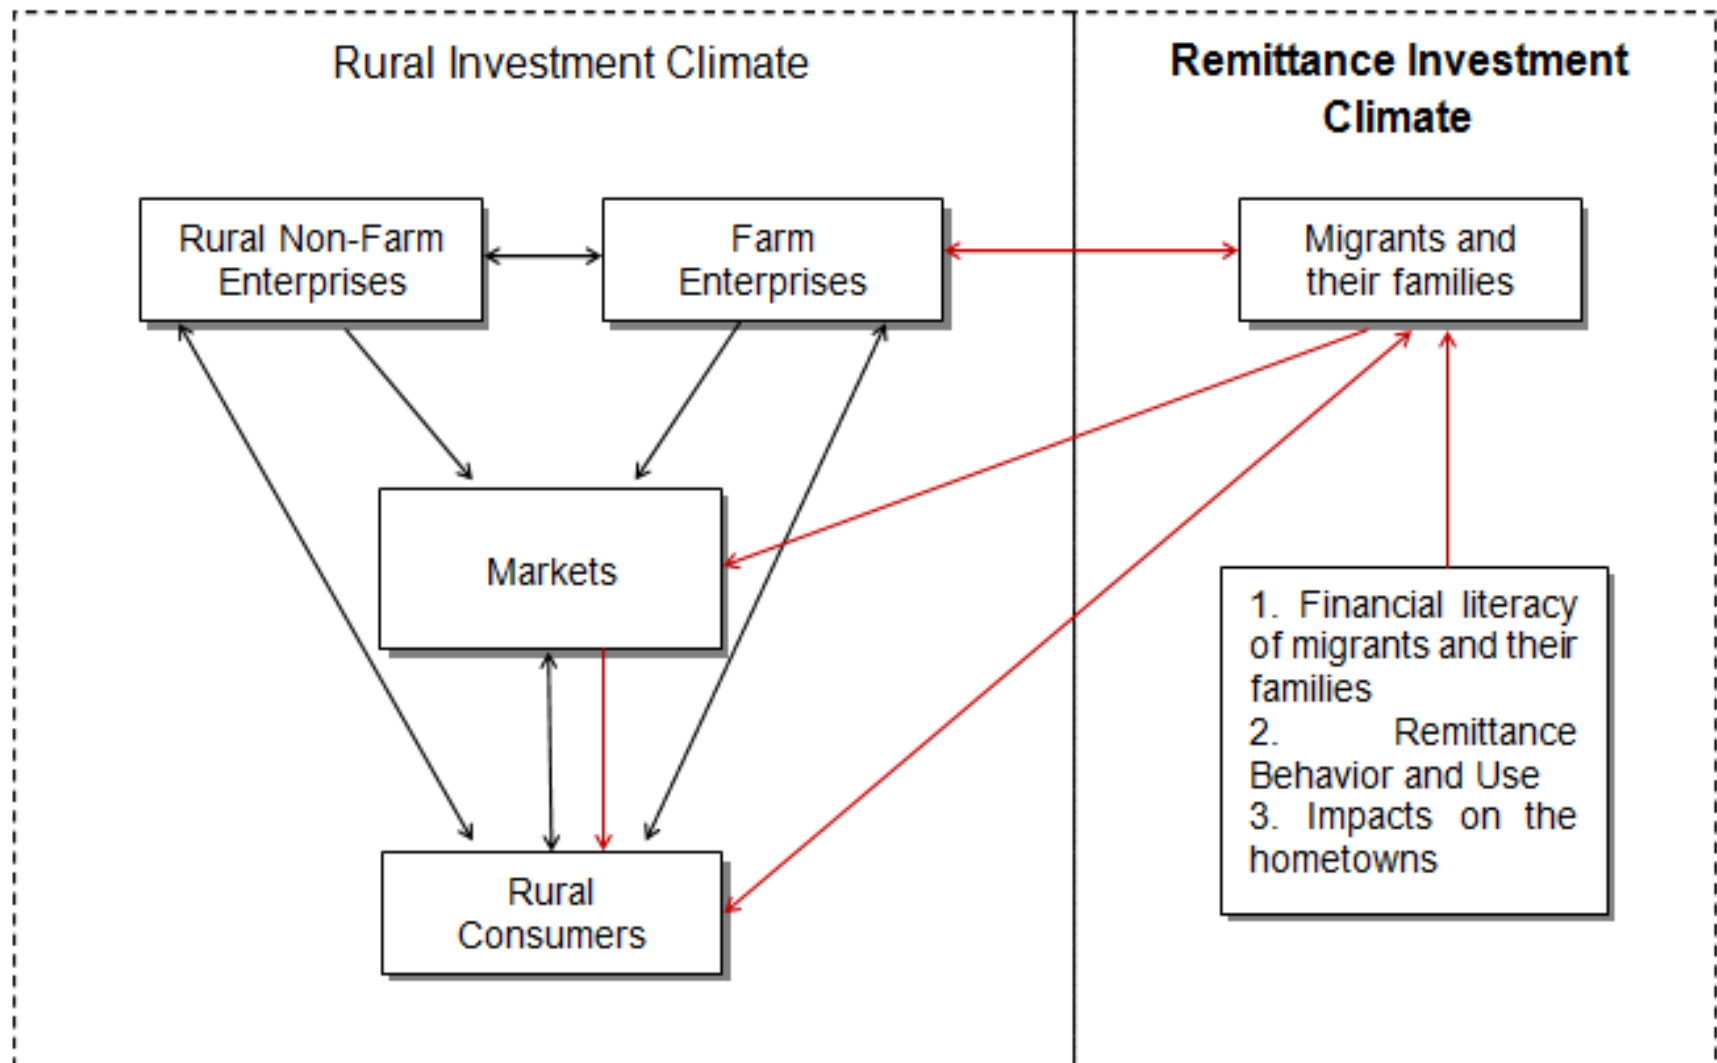 Rural Investment Climate
Remittance Investment
Climate
Rural Non-Farm
Enterprises
Farm
Enterprises
Migrants and
their families
Markets
1. Financial literacy
of migrants and their
families
2. Remittance
Behavior and Use
3. Impacts on the
hometowns
Rural
Consumers